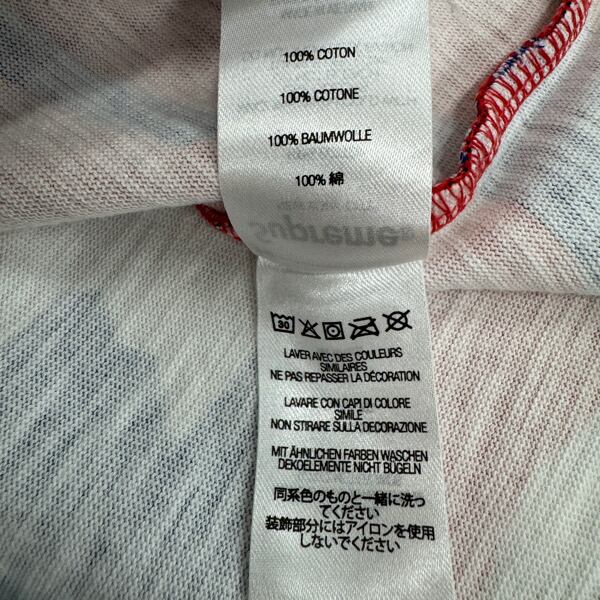 100% COTON
100% COTONE
100% BAUMWOLLE
100% 綿
Supreme
30
LAVER AVEC DES COULEURS
SIMILAIRES
NE PAS REPASSER LA DÉCORATION
LAVARE CON CAPI DI COLORE
SIMILE
NON STIRARE SULLA DECORAZIONE
MIT ÄHNLICHEN FARBEN WASCHEN
DEKOELEMENTE NICHT BÜGELN
同系色のものと一緒に洗っ
てください
装飾部分にはアイロンを使用
しないでください